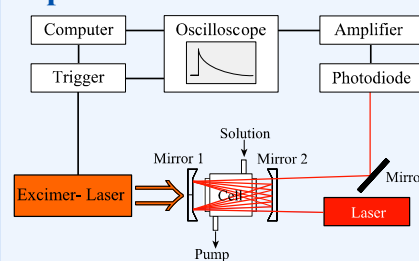 Computer
Oscilloscope
Amplifier
Trigger
Photodiode
Solution
Mirror 1
Mirror 2
Excimer- Laser
Cell
Mirro
Laser
Pump